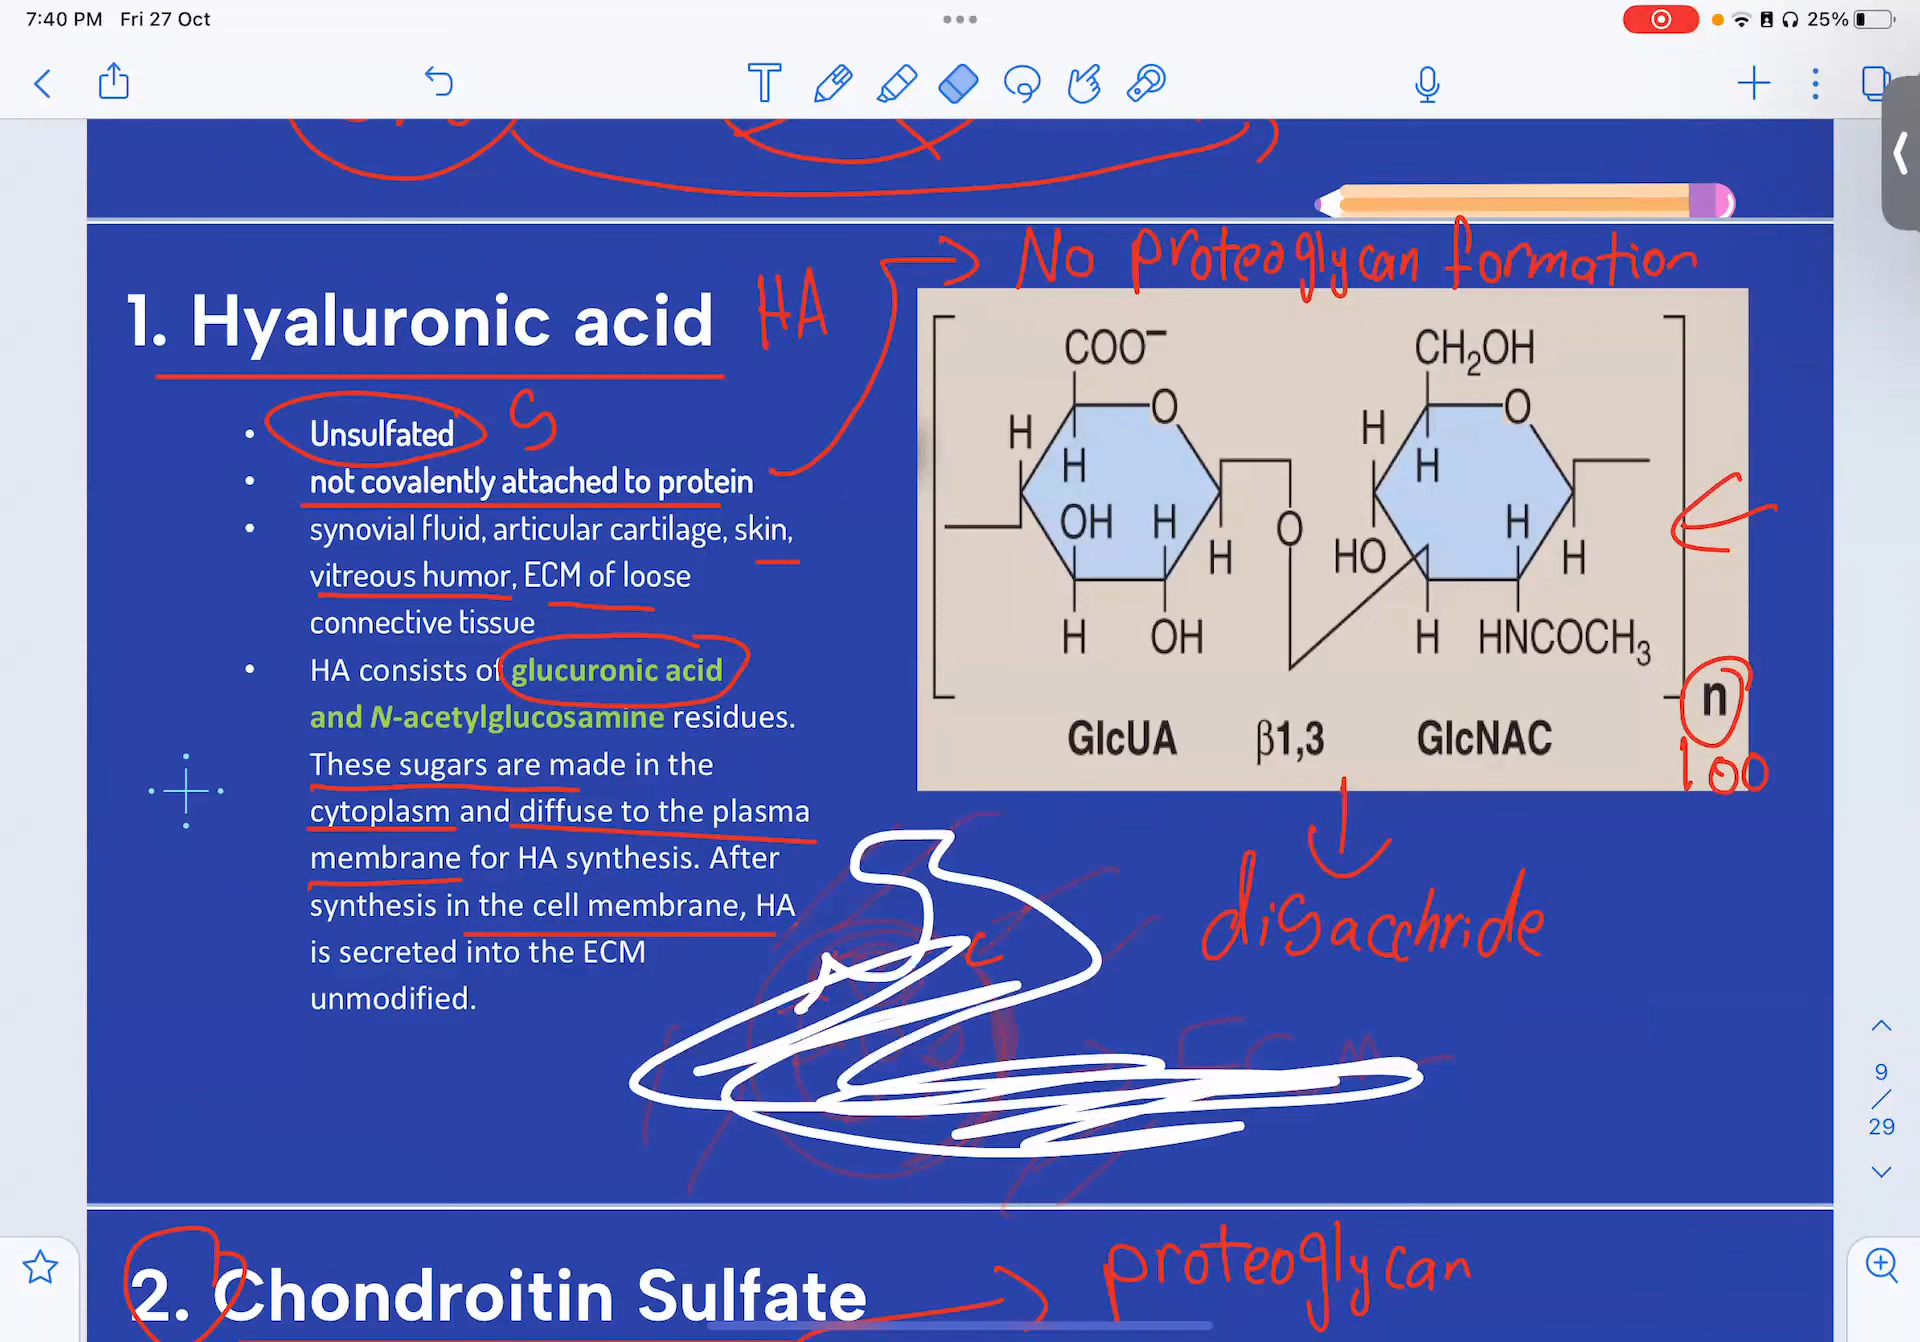 7:40 PM Fri 27 Oct
25%
No proteoglycan formation
1. Hyaluronic acid HA
• Unsulfated S
• not covalently attached to protein
• synovial fluid, articular cartilage, skin,
vitreous humor, ECM of loose
connective tissue
• HA consists of glucuronic acid
and N-acetylglucosamine residues.
These sugars are made in the
cytoplasm and diffuse to the plasma
membrane for HA synthesis. After
synthesis in the cell membrane, HA
is secreted into the ECM
unmodified.
COO⁻ CH₂OH
O O
H H
H H
OH H H
O HO
H H
H OH H HNCOCH₃
n
GlcUA β1,3 GlcNAC
100
disacchride
ECM
9
/
29
2. Chondroitin Sulfate proteoglycan